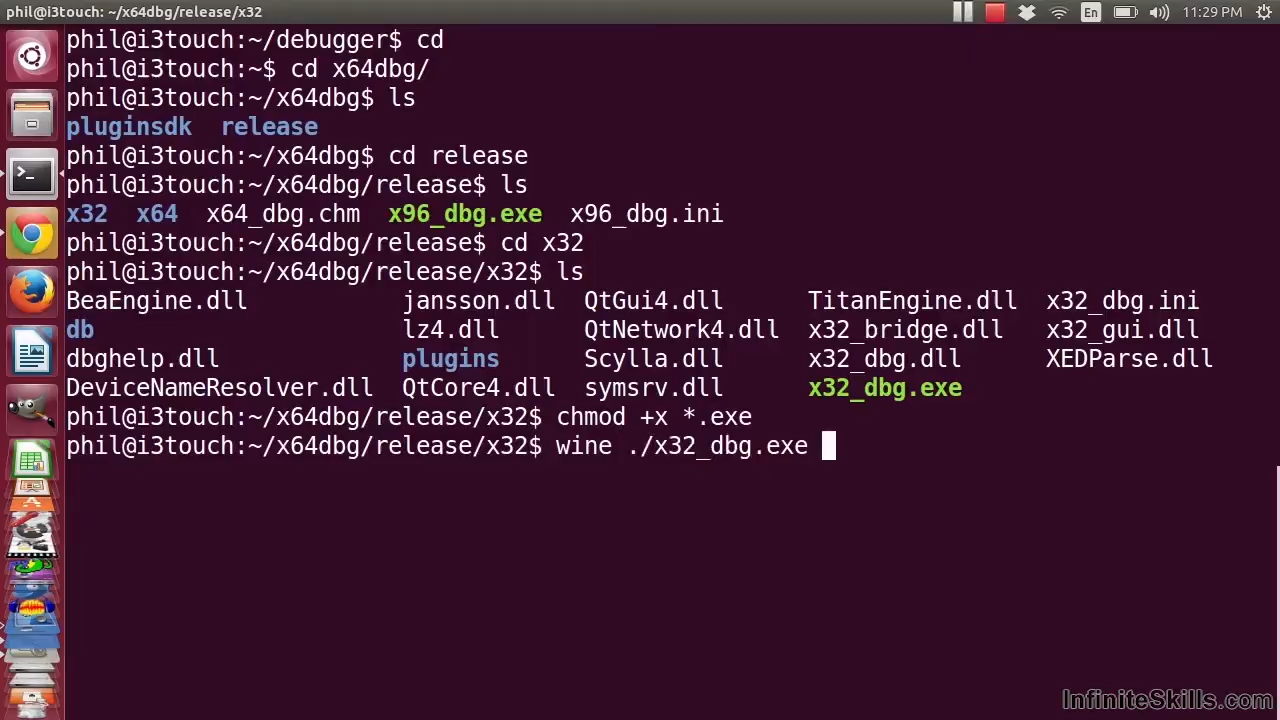 phil@i3touch: ~/x64dbg/release/x32 En 11:29 PM
phil@i3touch:~/debugger$ cd
phil@i3touch:~$ cd x64dbg/
phil@i3touch:~/x64dbg$ ls
pluginsdk release
phil@i3touch:~/x64dbg$ cd release
phil@i3touch:~/x64dbg/release$ ls
x32 x64 x64_dbg.chm x96_dbg.exe x96_dbg.ini
phil@i3touch:~/x64dbg/release$ cd x32
phil@i3touch:~/x64dbg/release/x32$ ls
BeaEngine.dll jansson.dll QtGui4.dll TitanEngine.dll x32_dbg.ini
db lz4.dll QtNetwork4.dll x32_bridge.dll x32_gui.dll
dbghelp.dll plugins Scylla.dll x32_dbg.dll XEDParse.dll
DeviceNameResolver.dll QtCore4.dll symsrv.dll x32_dbg.exe
phil@i3touch:~/x64dbg/release/x32$ chmod +x *.exe
phil@i3touch:~/x64dbg/release/x32$ wine ./x32_dbg.exe
InfiniteSkills.com